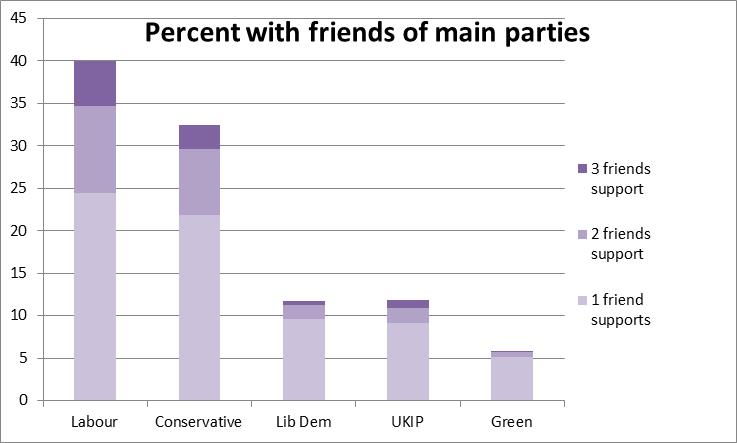 Percent with friends of main parties
45
40
35
30
25
20
15
10
5
0
Labour
Conservative
Lib Dem
UKIP
Green
3 friends
support
2 friends
support
1 friend
supports